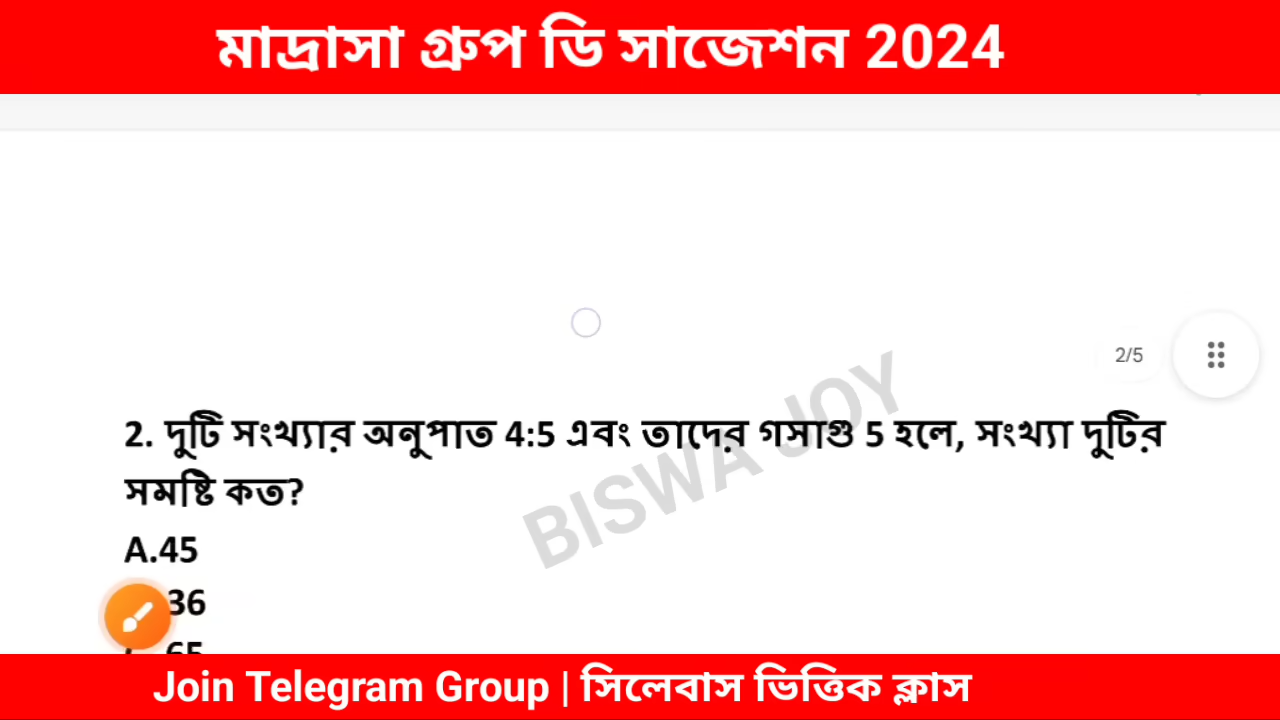 মাদ্রাসা গ্রুপ ডি সাজেশন 2024
2/5
2. দুটি সংখ্যার অনুপাত 4:5 এবং তাদের গসাগু 5 হলে, সংখ্যা দুটির
সমষ্টি কত?
BISWA JOY
A.45
36
65
Join Telegram Group | সিলেবাস ভিত্তিক ক্লাস